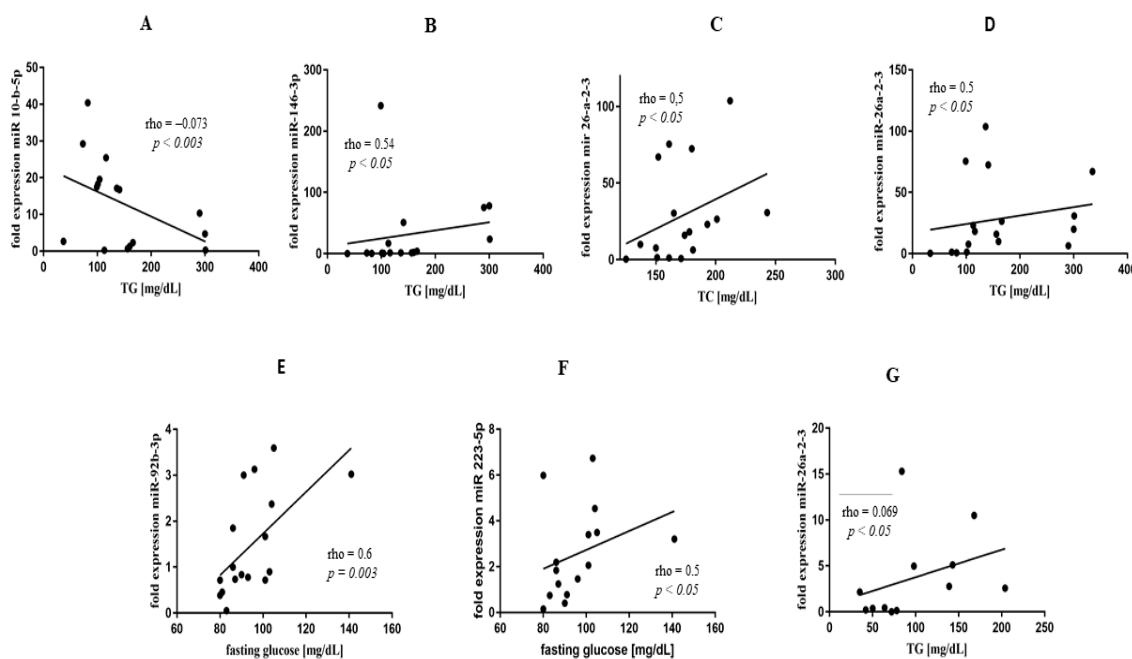 A
fold expression miR 10-b-5p
50
40
30
20
10
0
rho = –0.073
p < 0.003
0 100 200 300 400
TG [mg/dL]
B
fold expression miR-146-3p
300
250
200
150
100
50
0
rho = 0.54
p < 0.05
0 100 200 300 400
TG [mg/dL]
C
fold expression mir 26-a-2-3
100
50
0
rho = 0,5
p < 0.05
150 200 250 300
TC [mg/dL]
D
fold expression miR-26a-2-3
150
100
50
0
rho = 0.5
p < 0.05
0 100 200 300 400
TG [mg/dL]
E
fold expression miR-92b-3p
4
3
2
1
0
rho = 0.6
p = 0.003
60 80 100 120 140 160
fasting glucose [mg/dL]
F
fold expression miR 223-5p
8
6
4
2
0
rho = 0.5
p < 0.05
60 80 100 120 140 160
fasting glucose [mg/dL]
G
fold expression miR-26a-2-3
20
15
10
5
0
rho = 0.069
p < 0.05
0 50 100 150 200 250
TG [mg/dL]